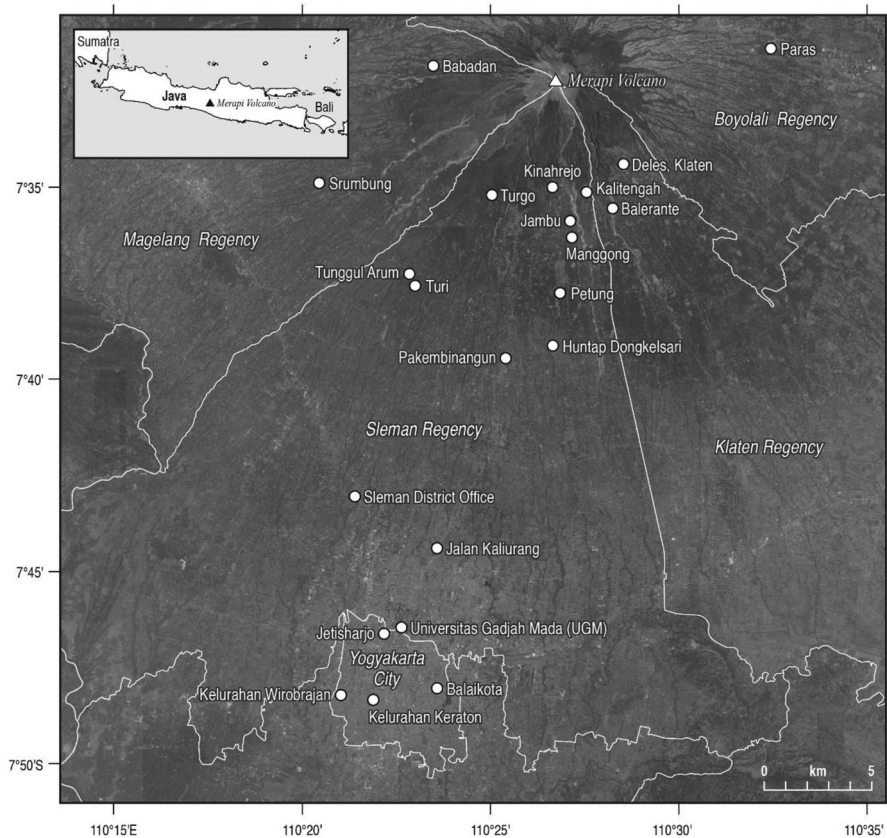 Sumatra
Java
Merapi Volcano
Bali
Babadan
Merapi Volcano
Paras
Boyolali Regency
Deles, Klaten
Kinahrejo
Kalitengah
7°35'
Srumbung
Turgo
Balerante
Jambu
Magelang Regency
Manggong
Tunggul Arum
Turi
Petung
Huntap Dongkelsari
Pakembinangun
7°40'
Sleman Regency
Klaten Regency
Sleman District Office
Jalan Kaliurang
7°45'
Universitas Gadjah Mada (UGM)
Jetisharjo
Yogyakarta
City
Balaikota
Kelurahan Wirobrajan
Kelurahan Keraton
7°50'S
0 km 5
110°15'E 110°20' 110°25' 110°30' 110°35'